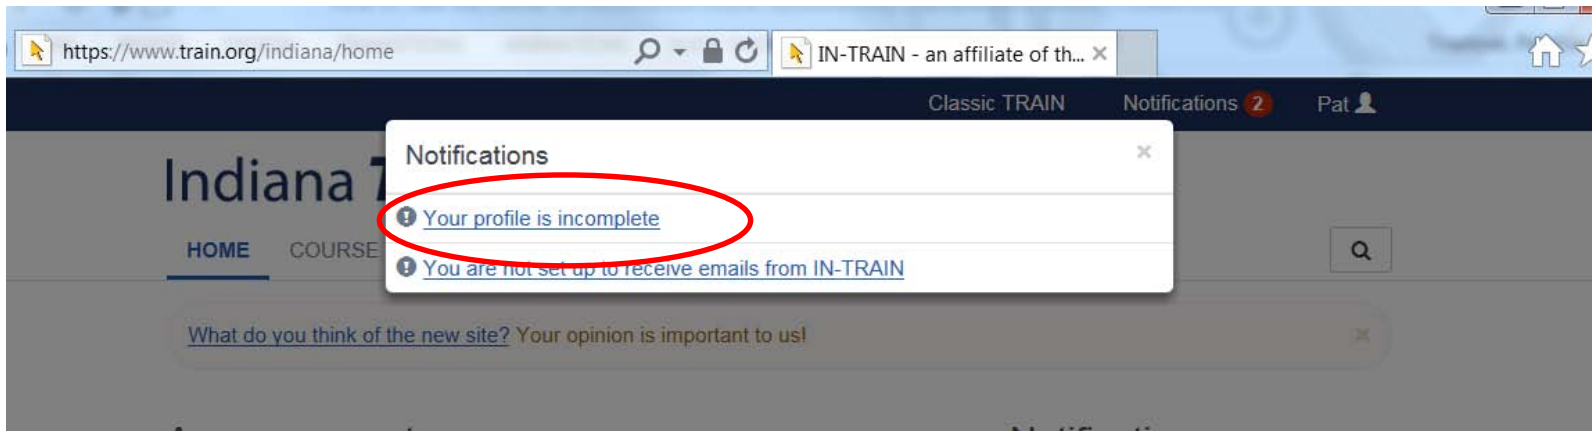 https://www.train.org/indiana/home
IN-TRAIN - an affiliate of th...
Classic TRAIN Notifications 2 Pat
Notifications
Indiana
Your profile is incomplete
HOME COURSE
You are not set up to receive emails from IN-TRAIN
What do you think of the new site? Your opinion is important to us!